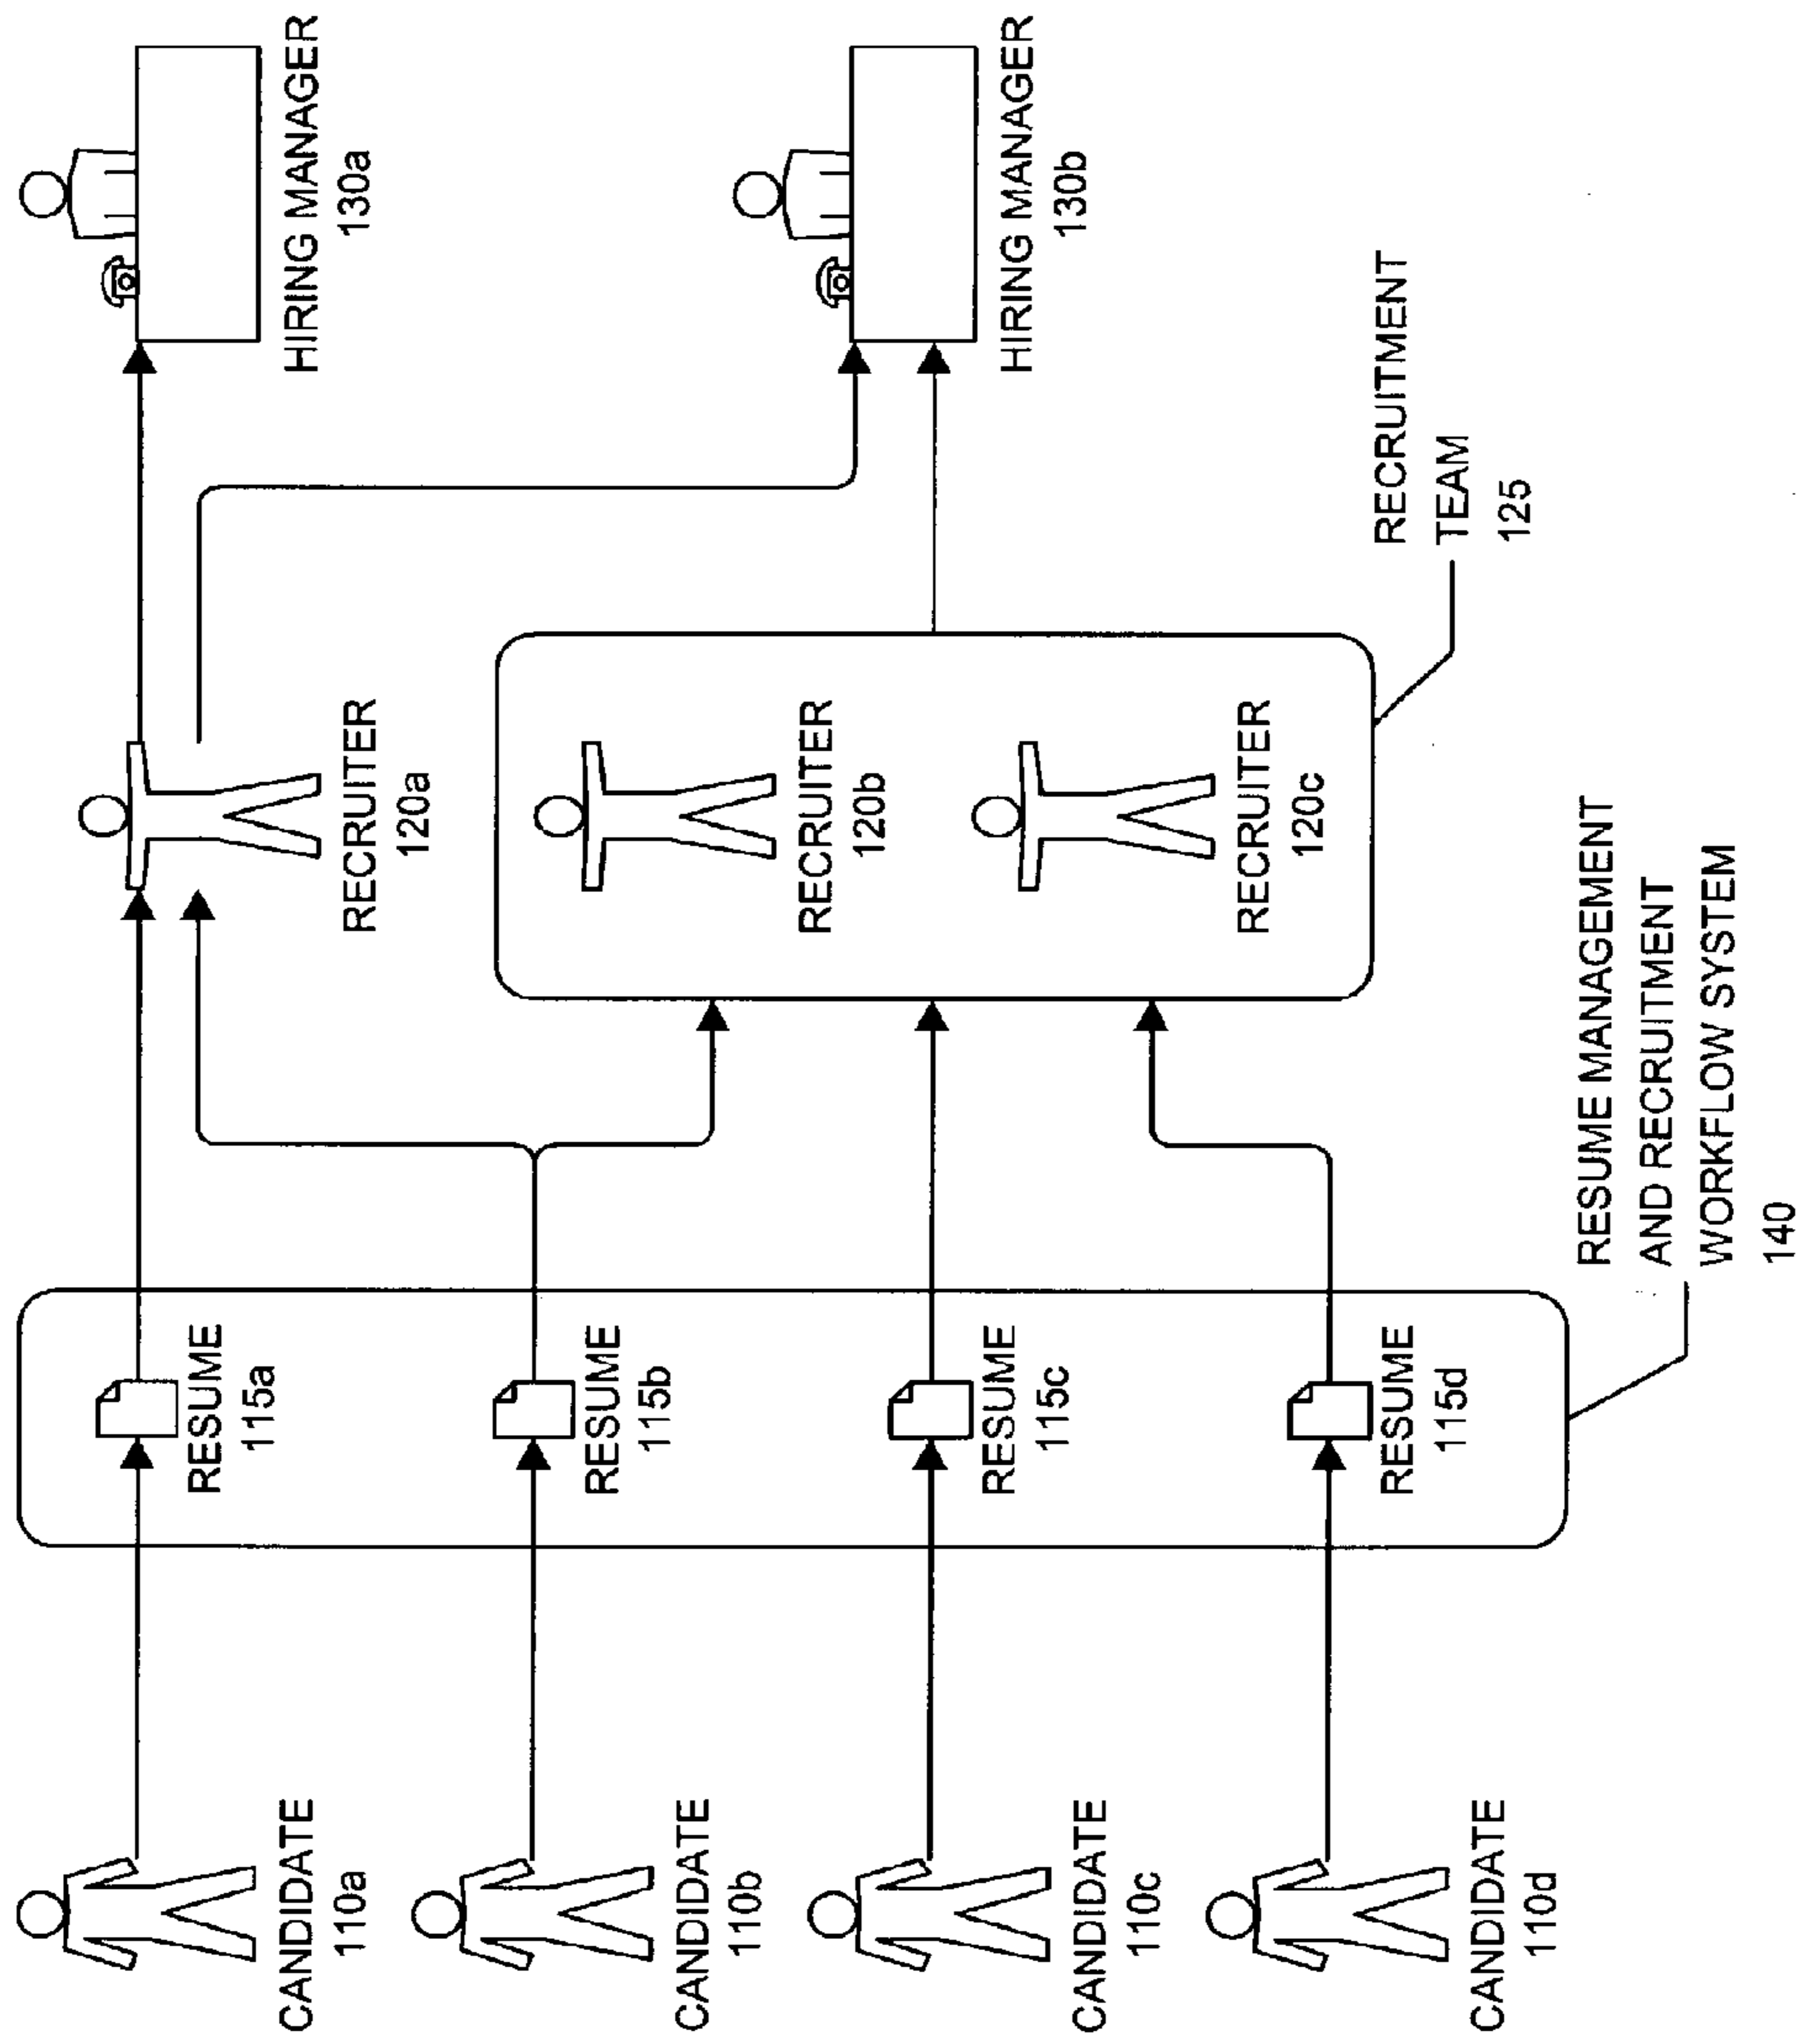 CANDIDATE
110a
CANDIDATE
110b
CANDIDATE
110c
CANDIDATE
110d
RESUME
115a
RESUME
115b
RESUME
115c
RESUME
115d
RESUME MANAGEMENT
AND RECRUITMENT
WORKFLOW SYSTEM
140
RECRUITER
120a
RECRUITER
120b
RECRUITER
120c
RECRUITMENT
TEAM
125
HIRING MANAGER
130a
HIRING MANAGER
130b